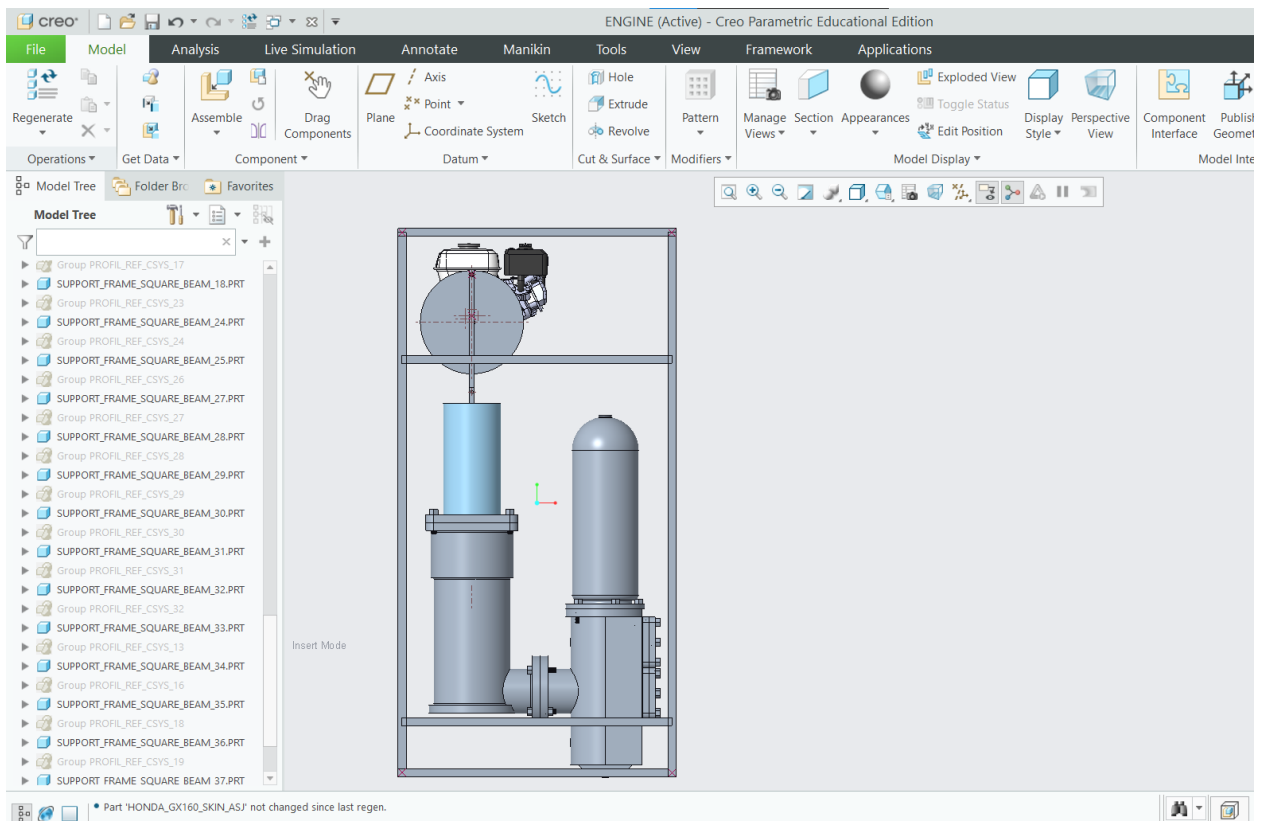 creo°
ENGINE (Active) - Creo Parametric Educational Edition
File Model Analysis Live Simulation Annotate Manikin Tools View Framework Applications
Regenerate
Assemble
Drag Components
Plane
Axis
Point
Coordinate System
Sketch
Hole
Extrude
Revolve
Pattern
Manage Views
Section
Appearances
Exploded View
Toggle Status
Edit Position
Display Style
Perspective View
Component Interface
Publish
Geomet
Operations Get Data Component Datum Cut & Surface Modifiers Model Display Model Inte
Model Tree Folder Brc Favorites
Model Tree
Group PROFIL_REF_CSYS_17
SUPPORT_FRAME_SQUARE_BEAM_18.PRT
Group PROFIL_REF_CSYS_23
SUPPORT_FRAME_SQUARE_BEAM_24.PRT
Group PROFIL_REF_CSYS_24
SUPPORT_FRAME_SQUARE_BEAM_25.PRT
Group PROFIL_REF_CSYS_26
SUPPORT_FRAME_SQUARE_BEAM_27.PRT
Group PROFIL_REF_CSYS_27
SUPPORT_FRAME_SQUARE_BEAM_28.PRT
Group PROFIL_REF_CSYS_28
SUPPORT_FRAME_SQUARE_BEAM_29.PRT
Group PROFIL_REF_CSYS_29
SUPPORT_FRAME_SQUARE_BEAM_30.PRT
Group PROFIL_REF_CSYS_30
SUPPORT_FRAME_SQUARE_BEAM_31.PRT
Group PROFIL_REF_CSYS_31
SUPPORT_FRAME_SQUARE_BEAM_32.PRT
Group PROFIL_REF_CSYS_32
SUPPORT_FRAME_SQUARE_BEAM_33.PRT
Group PROFIL_REF_CSYS_13
SUPPORT_FRAME_SQUARE_BEAM_34.PRT
Group PROFIL_REF_CSYS_16
SUPPORT_FRAME_SQUARE_BEAM_35.PRT
Group PROFIL_REF_CSYS_18
SUPPORT_FRAME_SQUARE_BEAM_36.PRT
Group PROFIL_REF_CSYS_19
SUPPORT_FRAME_SQUARE_BEAM_37.PRT
Insert Mode
Part 'HONDA_GX160_SKIN_ASJ' not changed since last regen.